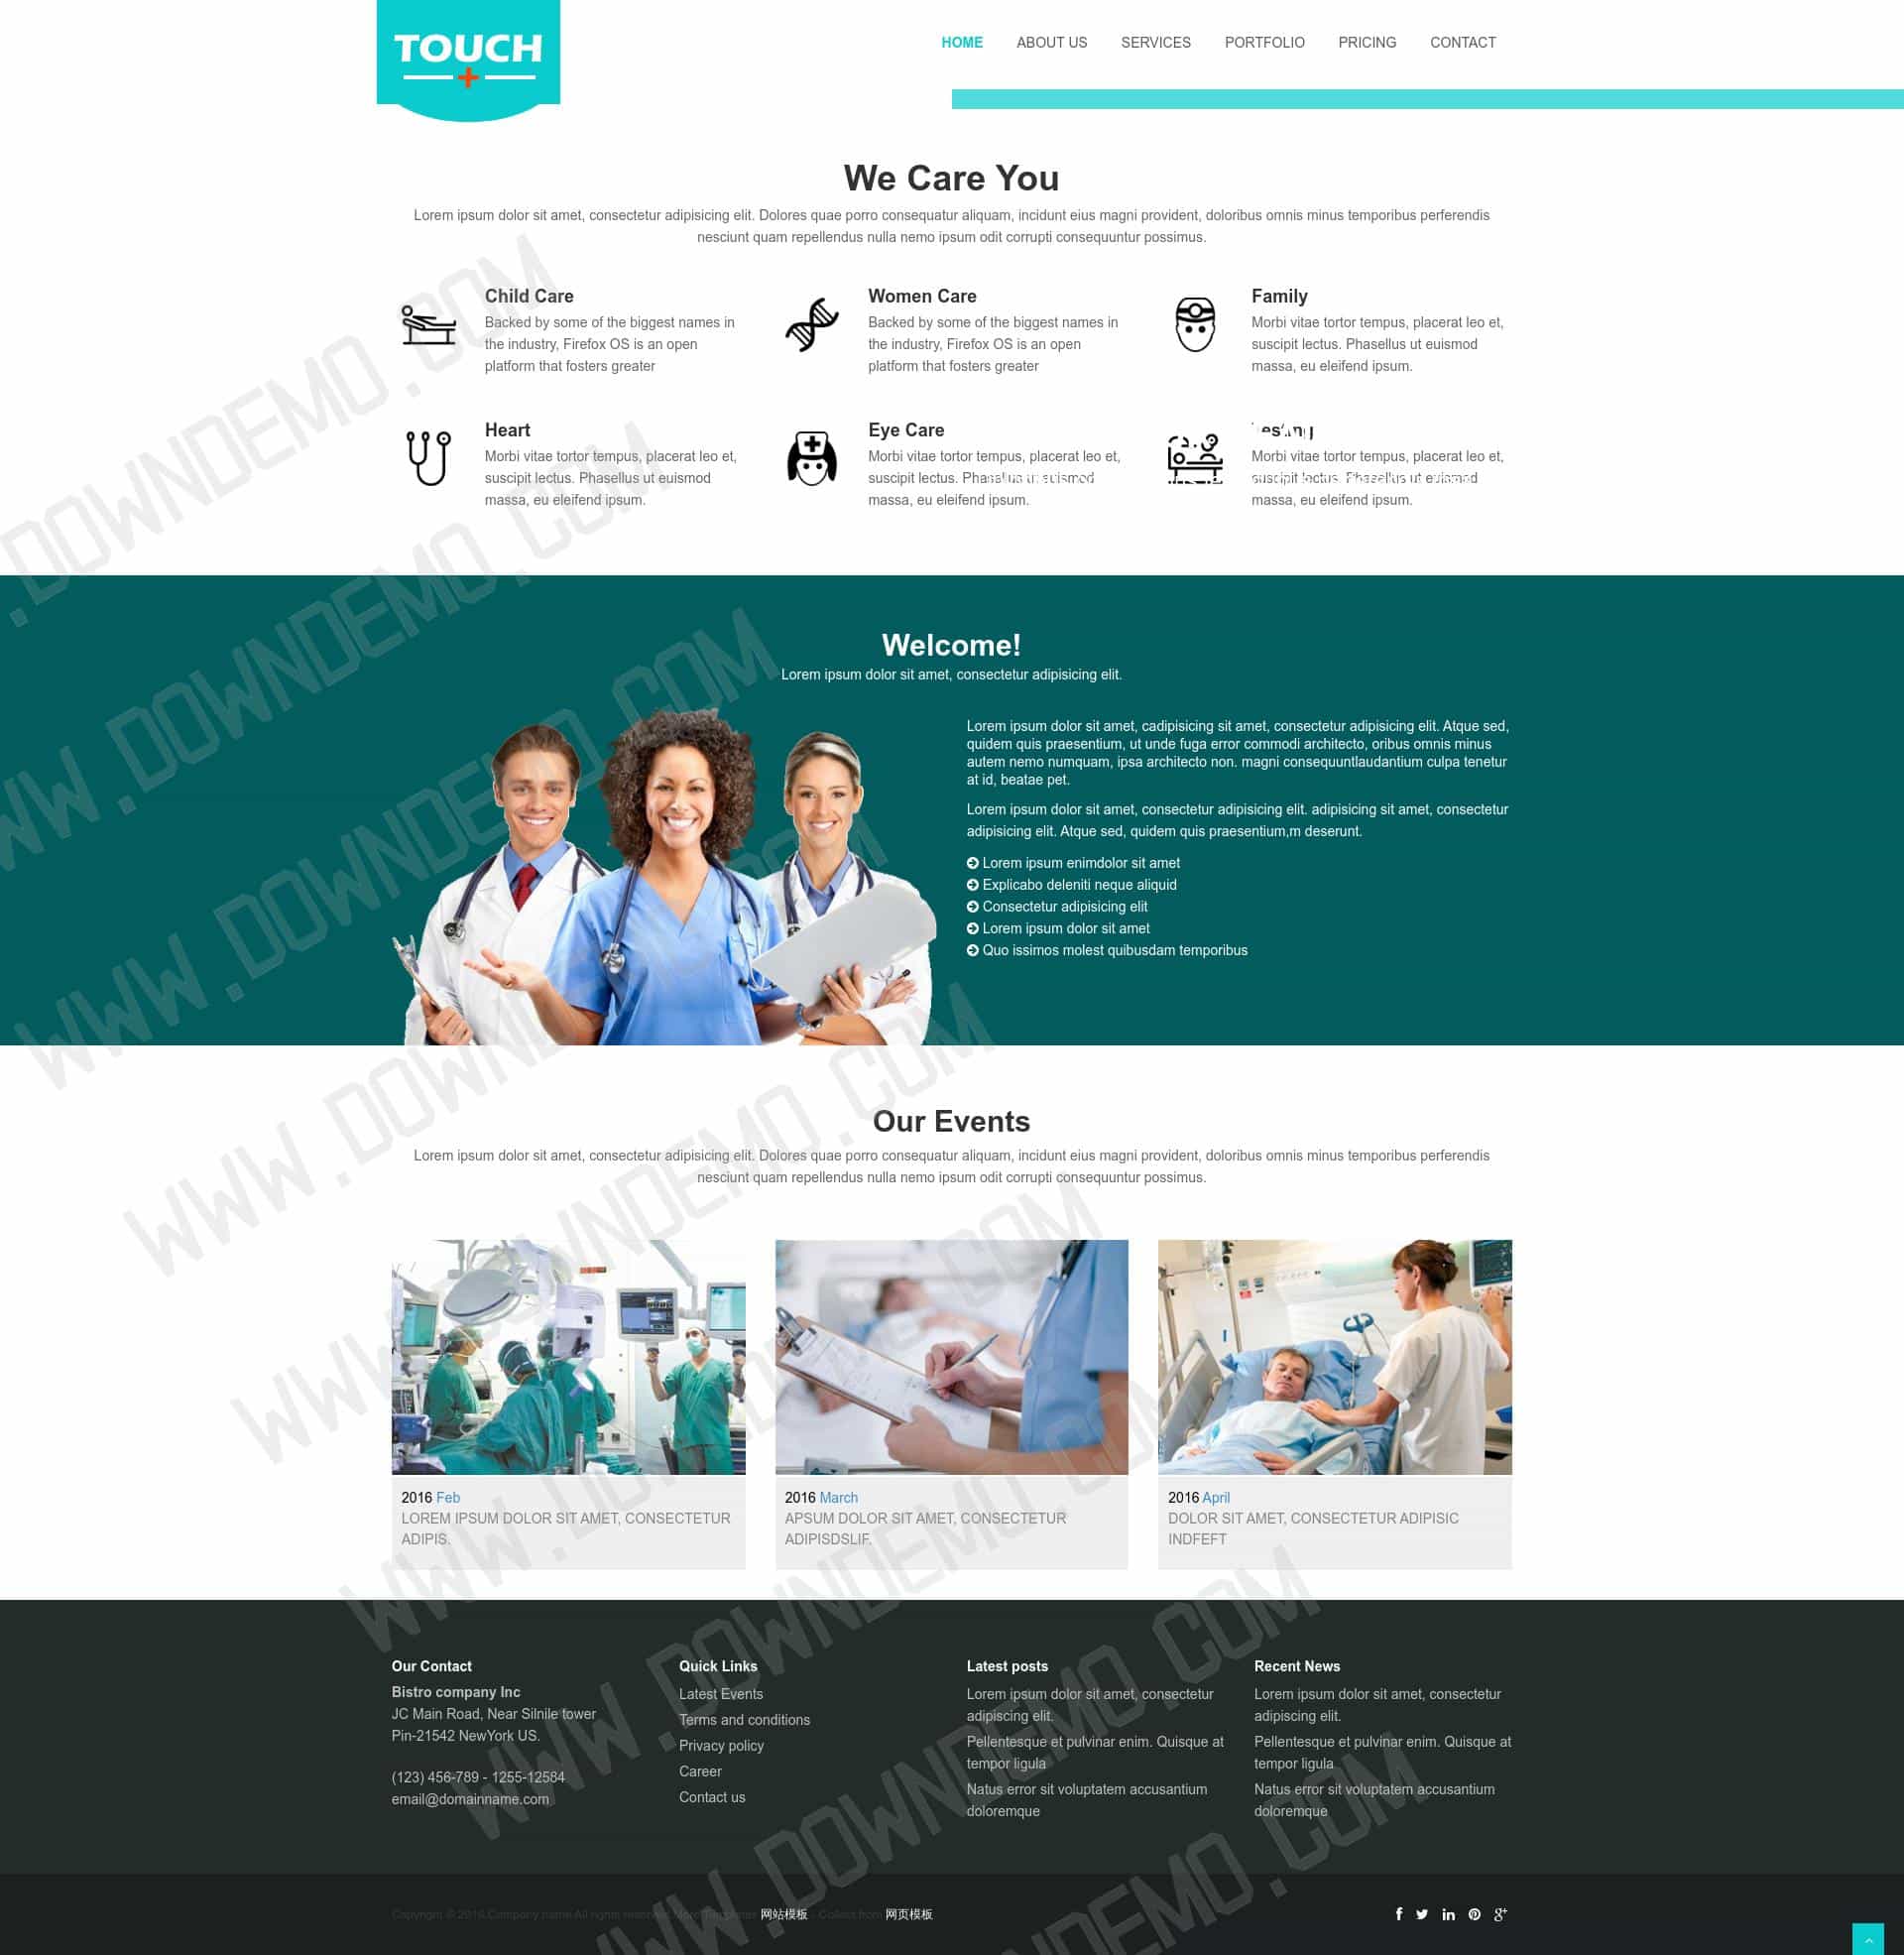 TOUCH
HOME ABOUT US SERVICES PORTFOLIO PRICING CONTACT
We Care You
Lorem ipsum dolor sit amet, consectetur adipisicing elit. Dolores quae porro consequatur aliquam, incidunt eius magni provident, doloribus omnis minus temporibus perferendis
nesciunt quam repellendus nulla nemo ipsum odit corrupti consequuntur possimus.
Child Care
Backed by some of the biggest names in
the industry, Firefox OS is an open
platform that fosters greater
Women Care
Backed by some of the biggest names in
the industry, Firefox OS is an open
platform that fosters greater
Family
Morbi vitae tortor tempus, placerat leo et,
suscipit lectus. Phasellus ut euismod
massa, eu eleifend ipsum.
Heart
Morbi vitae tortor tempus, placerat leo et,
suscipit lectus. Phasellus ut euismod
massa, eu eleifend ipsum.
Eye Care
Morbi vitae tortor tempus, placerat leo et,
suscipit lectus. Phasellus ut euismod
massa, eu eleifend ipsum.
Testing
Morbi vitae tortor tempus, placerat leo et,
suscipit lectus. Phasellus ut euismod
massa, eu eleifend ipsum.
Welcome!
Lorem ipsum dolor sit amet, consectetur adipisicing elit.
Lorem ipsum dolor sit amet, cadipisicing sit amet, consectetur adipisicing elit. Atque sed,
quidem quis praesentium, ut unde fuga error commodi architecto, oribus omnis minus
autem nemo numquam, ipsa architecto non. magni consequuntlaudantium culpa tenetur
at id, beatae pet.
Lorem ipsum dolor sit amet, consectetur adipisicing elit. adipisicing sit amet, consectetur
adipisicing elit. Atque sed, quidem quis praesentium,m deserunt.
Lorem ipsum enimdolor sit amet
Explicabo deleniti neque aliquid
Consectetur adipisicing elit
Lorem ipsum dolor sit amet
Quo issimos molest quibusdam temporibus
Our Events
Lorem ipsum dolor sit amet, consectetur adipisicing elit. Dolores quae porro consequatur aliquam, incidunt eius magni provident, doloribus omnis minus temporibus perferendis
nesciunt quam repellendus nulla nemo ipsum odit corrupti consequuntur possimus.
2016 Feb
LOREM IPSUM DOLOR SIT AMET, CONSECTETUR
ADIPIS.
2016 March
APSUM DOLOR SIT AMET, CONSECTETUR
ADIPISDSLIF.
2016 April
DOLOR SIT AMET, CONSECTETUR ADIPISIC
INDFEFT
Our Contact
Bistro company Inc
JC Main Road, Near Silnile tower
Pin-21542 NewYork US.
(123) 456-789 - 1255-12584
email@domainname.com
Quick Links
Latest Events
Terms and conditions
Privacy policy
Career
Contact us
Latest posts
Lorem ipsum dolor sit amet, consectetur
adipiscing elit.
Pellentesque et pulvinar enim. Quisque at
tempor ligula
Natus error sit voluptatem accusantium
doloremque
Recent News
Lorem ipsum dolor sit amet, consectetur
adipiscing elit.
Pellentesque et pulvinar enim. Quisque at
tempor ligula
Natus error sit voluptatem accusantium
doloremque
Copyright © 2016.Company name All rights reserved.More Templates 网站模板 - Collect from 网页模板
WWW.DOWNDEMO.COM
WWW.DOWNDEMO.COM
WWW.DOWNDEMO.COM
WWW.DOWNDEMO.COM
WWW.DOWNDEMO.COM
WWW.DOWNDEMO.COM